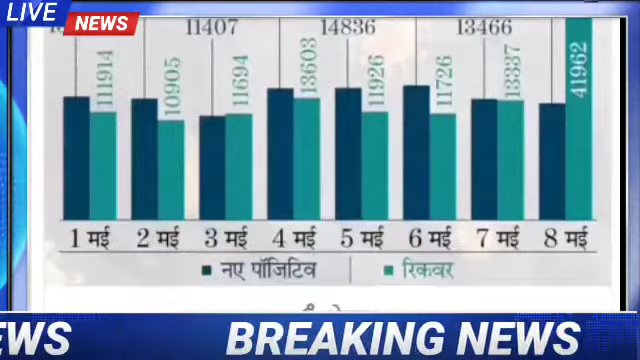 LIVE
NEWS
11407 14836 13466
111914 10905 11694 13603 11926 11726 13337 41962
1 मई 2 मई 3 मई 4 मई 5 मई 6 मई 7 मई 8 मई
नए पॉजिटिव रिकवर
EWS BREAKING NEWS